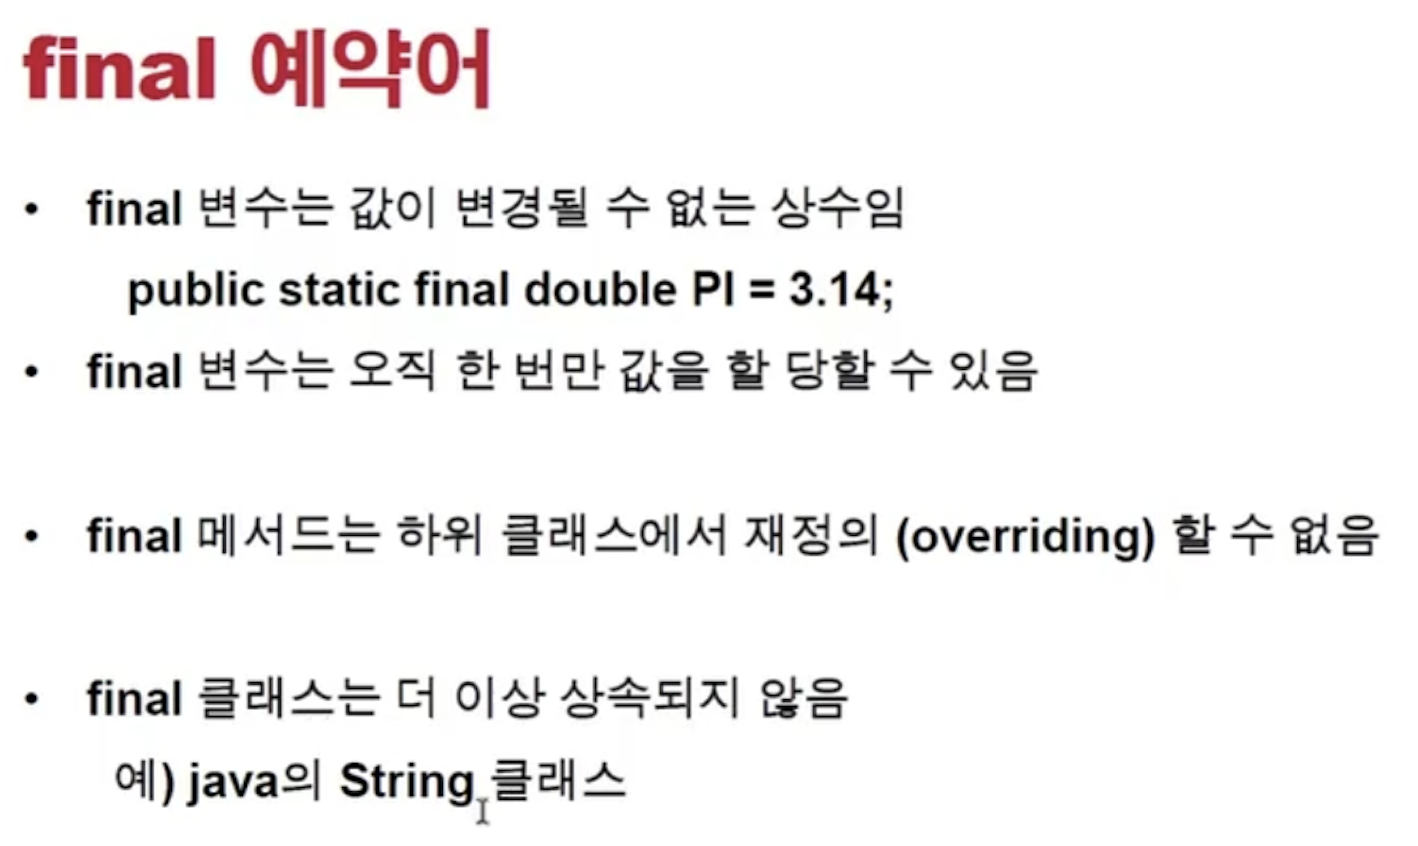 final 예약어
• final 변수는 값이 변경될 수 없는 상수임
public static final double PI = 3.14;
• final 변수는 오직 한 번만 값을 할 당할 수 있음
• final 메서드는 하위 클래스에서 재정의 (overriding) 할 수 없음
• final 클래스는 더 이상 상속되지 않음
예) java의 String 클래스